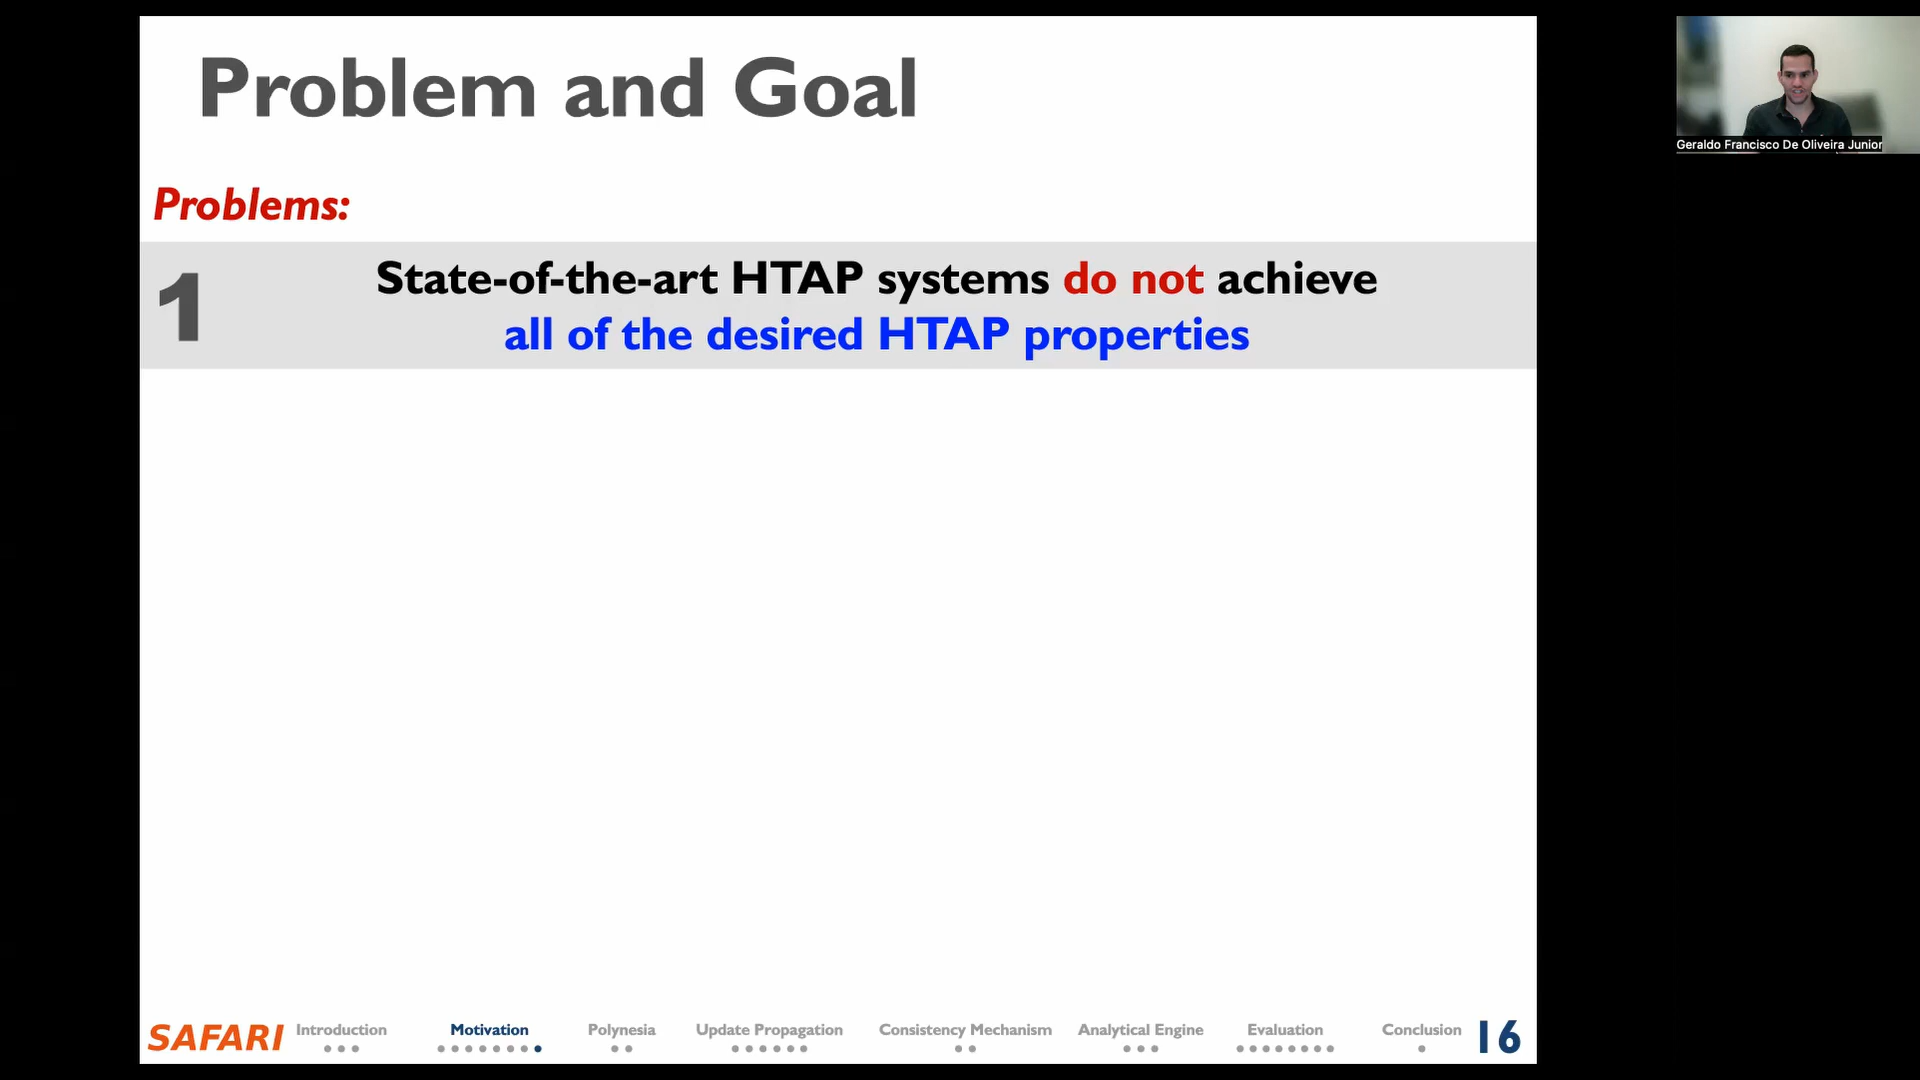 Problem and Goal
Geraldo Francisco De Oliveira Junior
Problems:
1
State-of-the-art HTAP systems do not achieve
all of the desired HTAP properties
SAFARI
Introduction
Motivation
Polynesia
Update Propagation
Consistency Mechanism
Analytical Engine
Evaluation
Conclusion
16